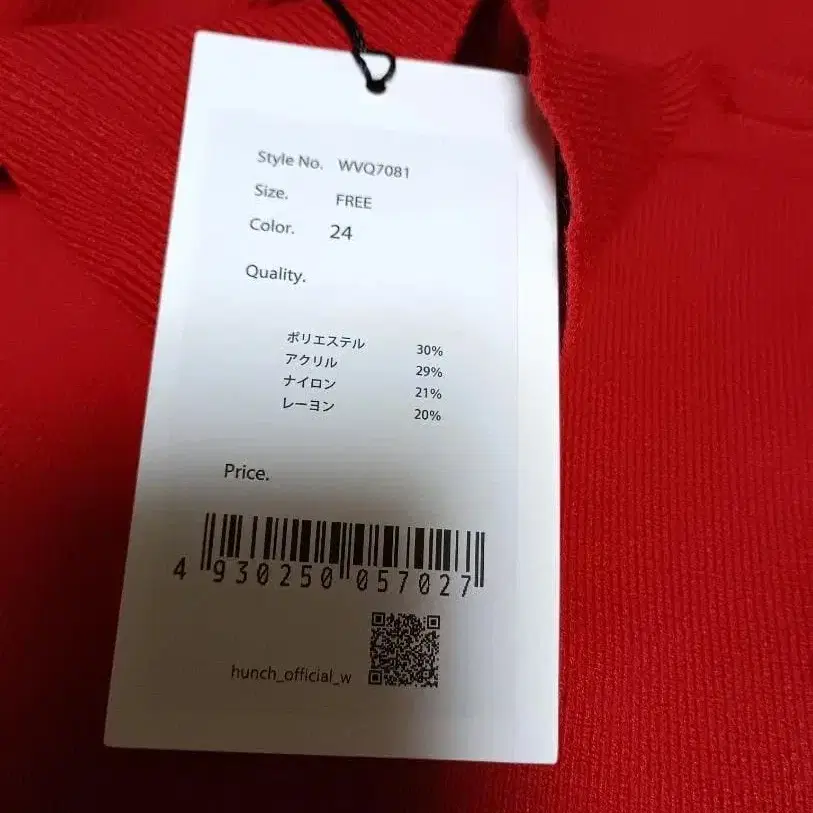 Style No. WVQ7081
Size. FREE
Color. 24
Quality.
ポリエステル 30%
アクリル 29%
ナイロン 21%
レーヨン 20%
Price.
4 930250 057027
hunch_official_w